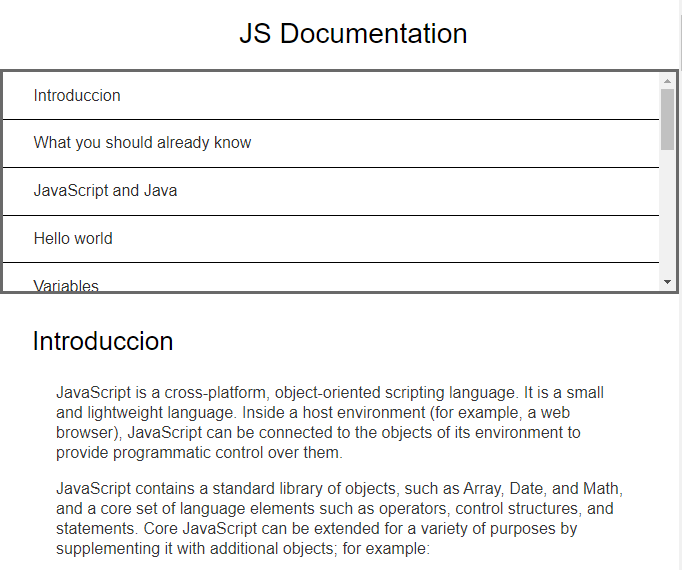 JS Documentation
Introduccion
What you should already know
JavaScript and Java
Hello world
Variables
Introduccion
JavaScript is a cross-platform, object-oriented scripting language. It is a small
and lightweight language. Inside a host environment (for example, a web
browser), JavaScript can be connected to the objects of its environment to
provide programmatic control over them.
JavaScript contains a standard library of objects, such as Array, Date, and Math,
and a core set of language elements such as operators, control structures, and
statements. Core JavaScript can be extended for a variety of purposes by
supplementing it with additional objects; for example: